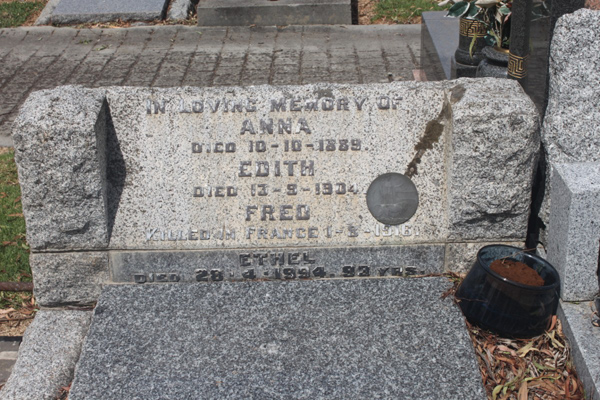 IN LOVING MEMORY OF
ANNA
DIED 10-10-1889.
EDITH
DIED 13-9-1934
FRED
KILLED IN FRANCE 1-9-1918
ETHEL
DIED 28-4-1994. 93 YRS.